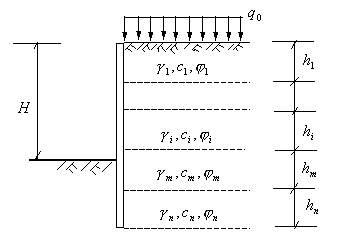 q₀
γ₁, c₁, φ₁
h₁
H
γᵢ, cᵢ, φᵢ
hᵢ
γₘ, cₘ, φₘ
hₘ
γₙ, cₙ, φₙ
hₙ